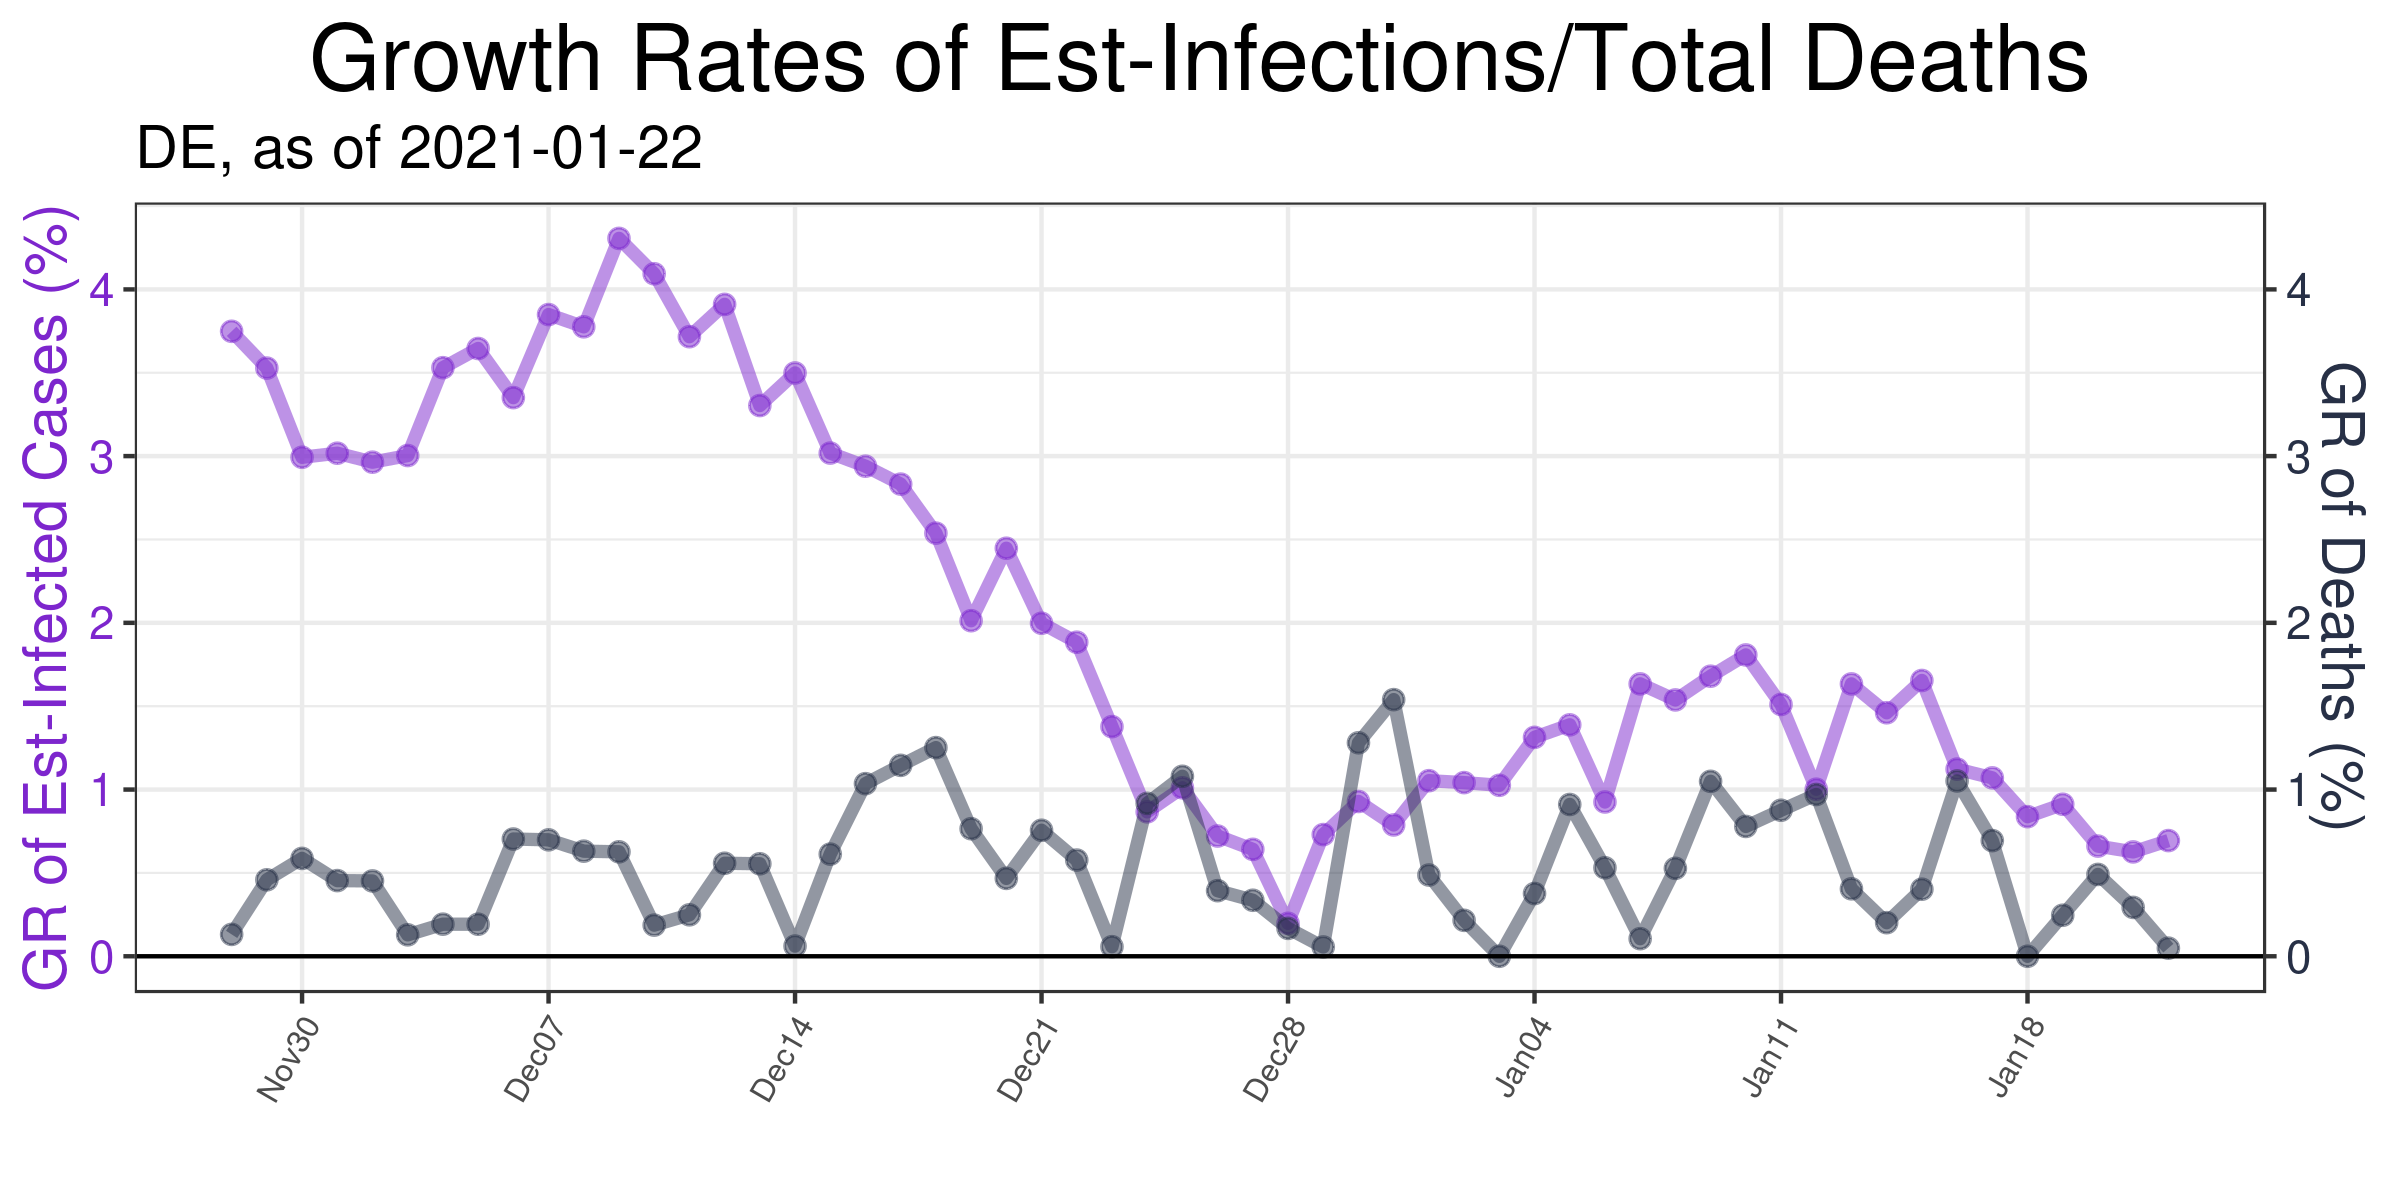 Growth Rates of Est-Infections/Total Deaths
DE, as of 2021-01-22
GR of Est-Infected Cases (%)
4
3
2
1
0
4
3
2
1
0
GR of Deaths (%)
Nov30
Dec07
Dec14
Dec21
Dec28
Jan04
Jan11
Jan18